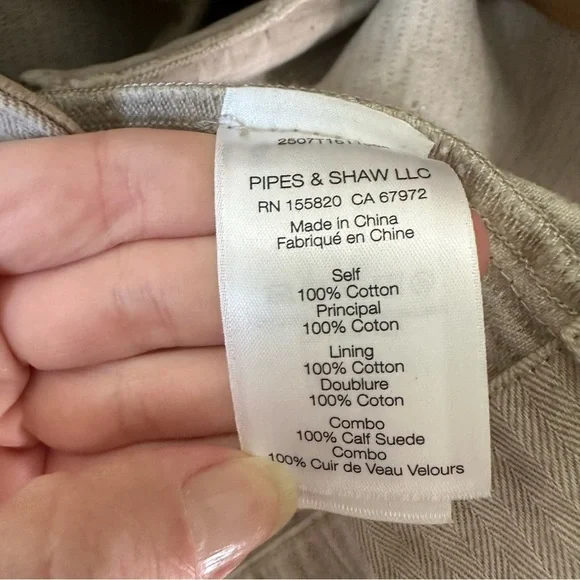 PIPES & SHAW LLC
RN 155820 CA 67972
Made in China
Fabriqué en Chine
Self
100% Cotton
Principal
100% Coton
Lining
100% Cotton
Doublure
100% Coton
Combo
100% Calf Suede
Combo
100% Cuir de Veau Velours